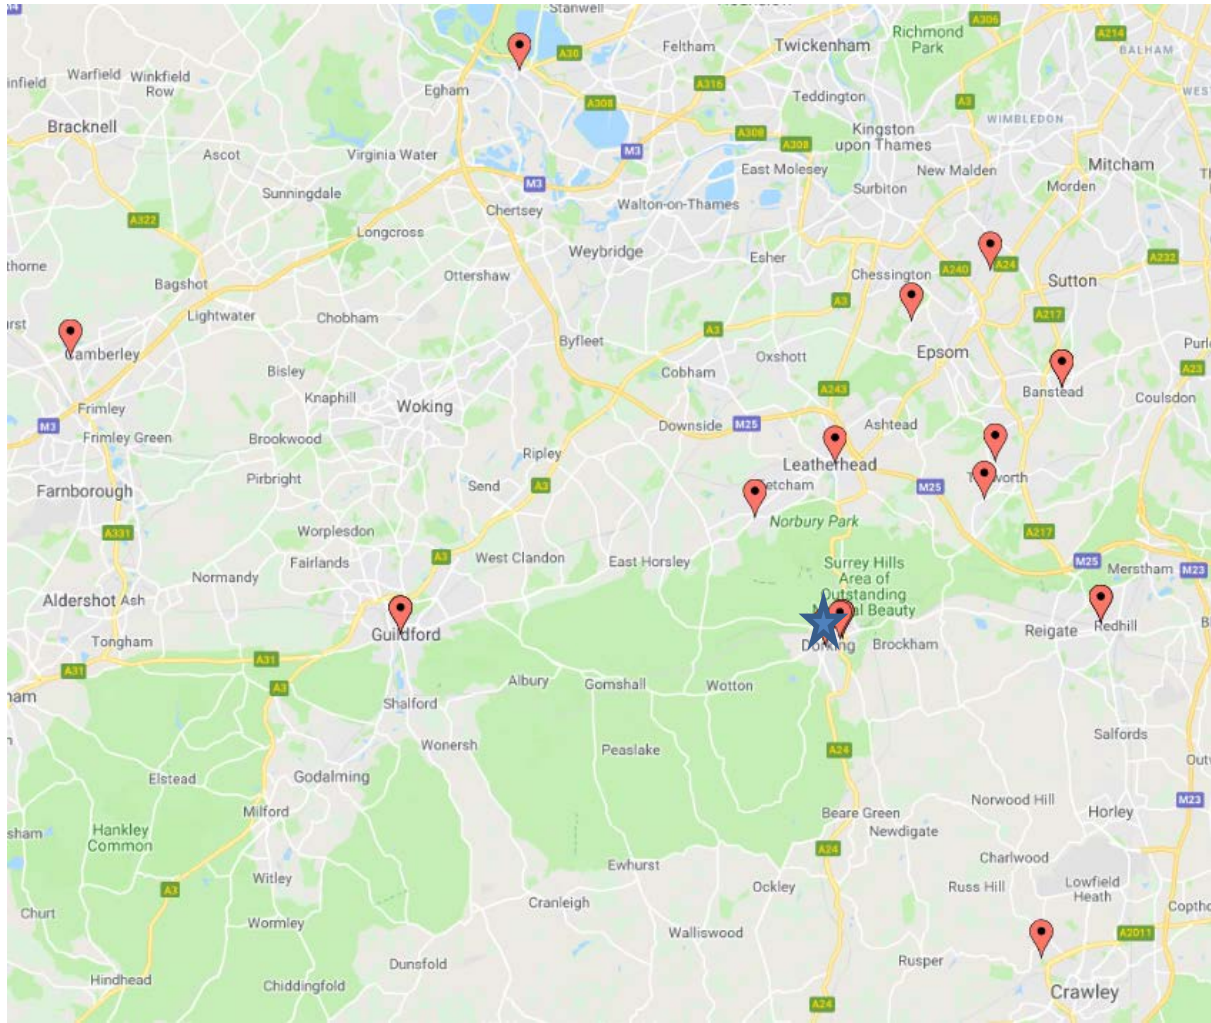 Stanwell
A306
Richmond
Park
A214
BALHAM
Feltham
Twickenham
A30
Warfield
Winkfield
Row
Egham
A308
A316
Teddington
A3
WIMBLEDON
Bracknell
Ascot
Virginia Water
M3
A308
A308
Kingston
upon Thames
Mitcham
East Molesey
New Malden
Morden
Surbiton
Sunningdale
M3
Chertsey
Walton-on-Thames
A322
Longcross
Weybridge
Esher
Chessington
A240
A24
A232
Sutton
Ottershaw
Bagshot
Lightwater
Chobham
A3
A217
Byfleet
A3
Camberley
Oxshott
Epsom
Bisley
Cobham
A23
Knaphill
Woking
A243
Banstead
Coulsdon
Frimley
M3
Frimley Green
Brookwood
Downside
M25
Ashtead
Ripley
Leatherhead
Pirbright
Send
A3
M25
Farnborough
Norbury Park
A331
Worplesdon
A217
Fairlands
A3
West Clandon
East Horsley
Surrey Hills
Area of
Outstanding
M25
Merstham
M23
Normandy
Beauty
Aldershot
Ash
Guildford
Reigate
Redhill
Tongham
Dorking
Brockham
A31
A31
A3
Albury
Gomshall
Wotton
Shalford
Wonersh
Peaslake
A24
Salfords
Elstead
Godalming
Milford
Norwood Hill
M23
Beare Green
Horley
Hankley
Common
Newdigate
A24
Charlwood
Ewhurst
Witley
Ockley
Russ Hill
Lowfield
Heath
A3
Cranleigh
Churt
Wormley
Walliswood
A2011
Rusper
Dunsfold
Hindhead
Chiddingfold
Crawley
A24